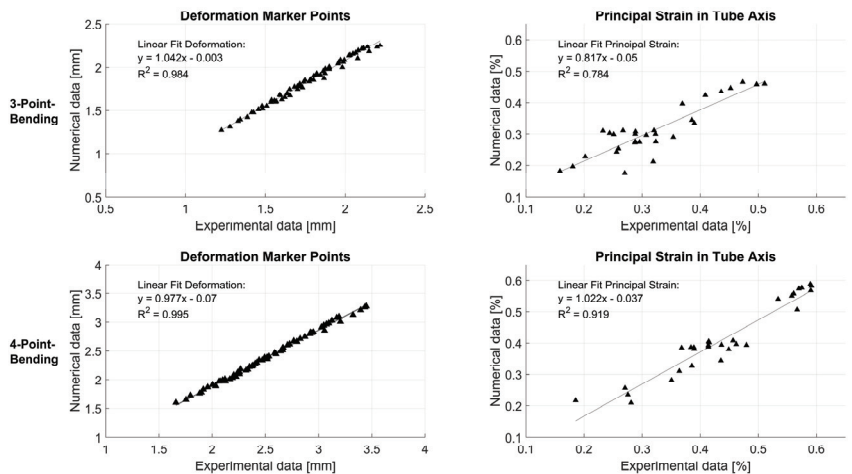 Deformation Marker Points
Principal Strain in Tube Axis
3-Point-
Bending
Numerical data [mm]
2.5
2
1.5
1
0.5
Linear Fit Deformation:
y = 1.042x - 0.003
R² = 0.984
0.5
1
1.5
2
2.5
Experimental data [mm]
Numerical data [%]
0.6
0.5
0.4
0.3
0.2
0.1
Linear Fit Principal Strain:
y = 0.817x - 0.05
R² = 0.784
0.1
0.2
0.3
0.4
0.5
0.6
Experimental data [%]
Deformation Marker Points
Principal Strain in Tube Axis
4-Point-
Bending
Numerical data [mm]
4
3.5
3
2.5
2
1.5
1
Linear Fit Deformation:
y = 0.977x - 0.07
R² = 0.995
1
1.5
2
2.5
3
3.5
4
Experimental data [mm]
Numerical data [%]
0.6
0.5
0.4
0.3
0.2
0.1
Linear Fit Principal Strain:
y = 1.022x - 0.037
R² = 0.919
0.1
0.2
0.3
0.4
0.5
0.6
Experimental data [%]